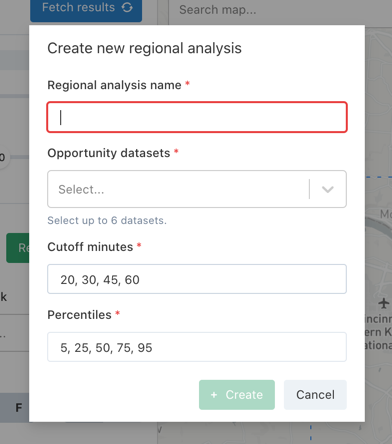 Fetch results
Search map...
Create new regional analysis
Regional analysis name *
Opportunity datasets *
Select...
Select up to 6 datasets.
Cutoff minutes *
20, 30, 45, 60
Percentiles *
5, 25, 50, 75, 95
+ Create
Cancel
F